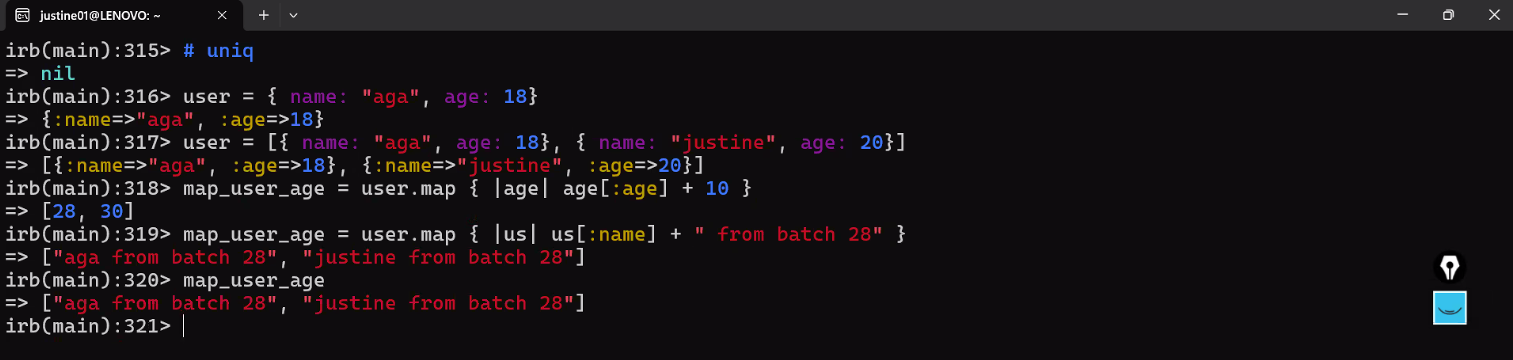 justine01@LENOVO: ~
irb(main):315> # uniq
=> nil
irb(main):316> user = { name: "aga", age: 18}
=> {:name=>"aga", :age=>18}
irb(main):317> user = [{ name: "aga", age: 18}, { name: "justine", age: 20}]
=> [{:name=>"aga", :age=>18}, {:name=>"justine", :age=>20}]
irb(main):318> map_user_age = user.map { |age| age[:age] + 10 }
=> [28, 30]
irb(main):319> map_user_age = user.map { |us| us[:name] + " from batch 28" }
=> ["aga from batch 28", "justine from batch 28"]
irb(main):320> map_user_age
=> ["aga from batch 28", "justine from batch 28"]
irb(main):321>